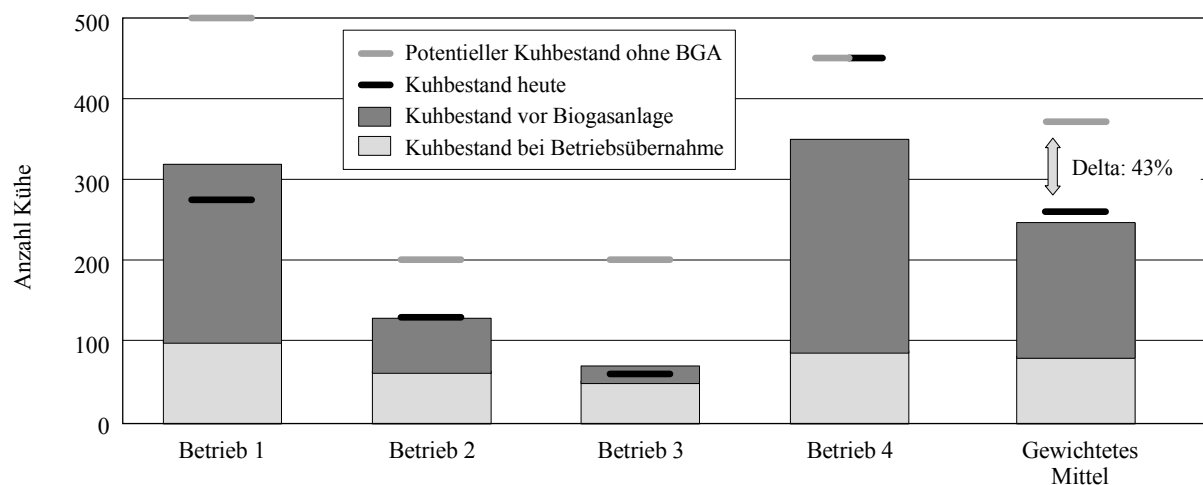 500
400
300
200
100
0
Anzahl Kühe
Potentieller Kuhbestand ohne BGA
Kuhbestand heute
Kuhbestand vor Biogasanlage
Kuhbestand bei Betriebsübernahme
Delta: 43%
Betrieb 1
Betrieb 2
Betrieb 3
Betrieb 4
Gewichtetes
Mittel